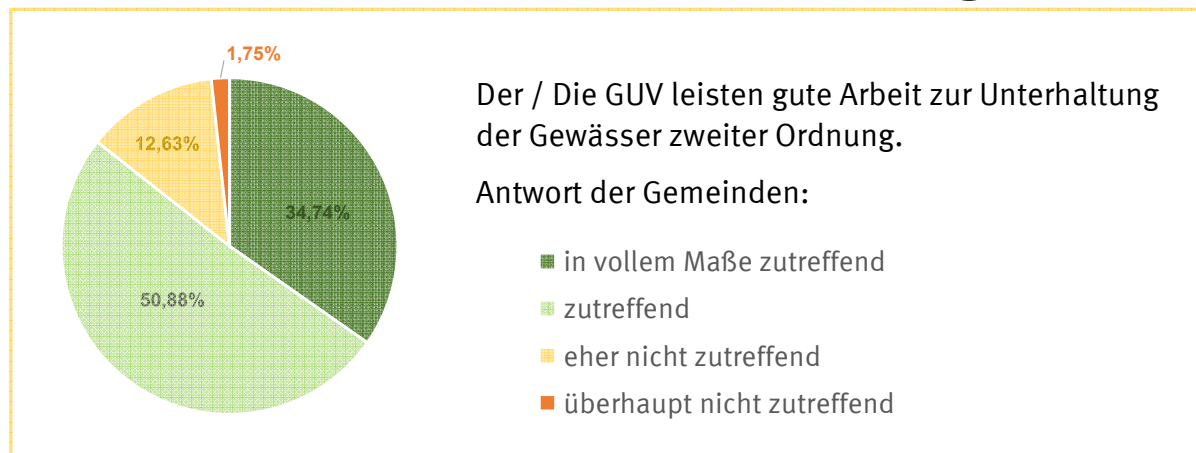 1,75%
12,63%
34,74%
50,88%
Der / Die GUV leisten gute Arbeit zur Unterhaltung
der Gewässer zweiter Ordnung.
Antwort der Gemeinden:
in vollem Maße zutreffend
zutreffend
eher nicht zutreffend
überhaupt nicht zutreffend